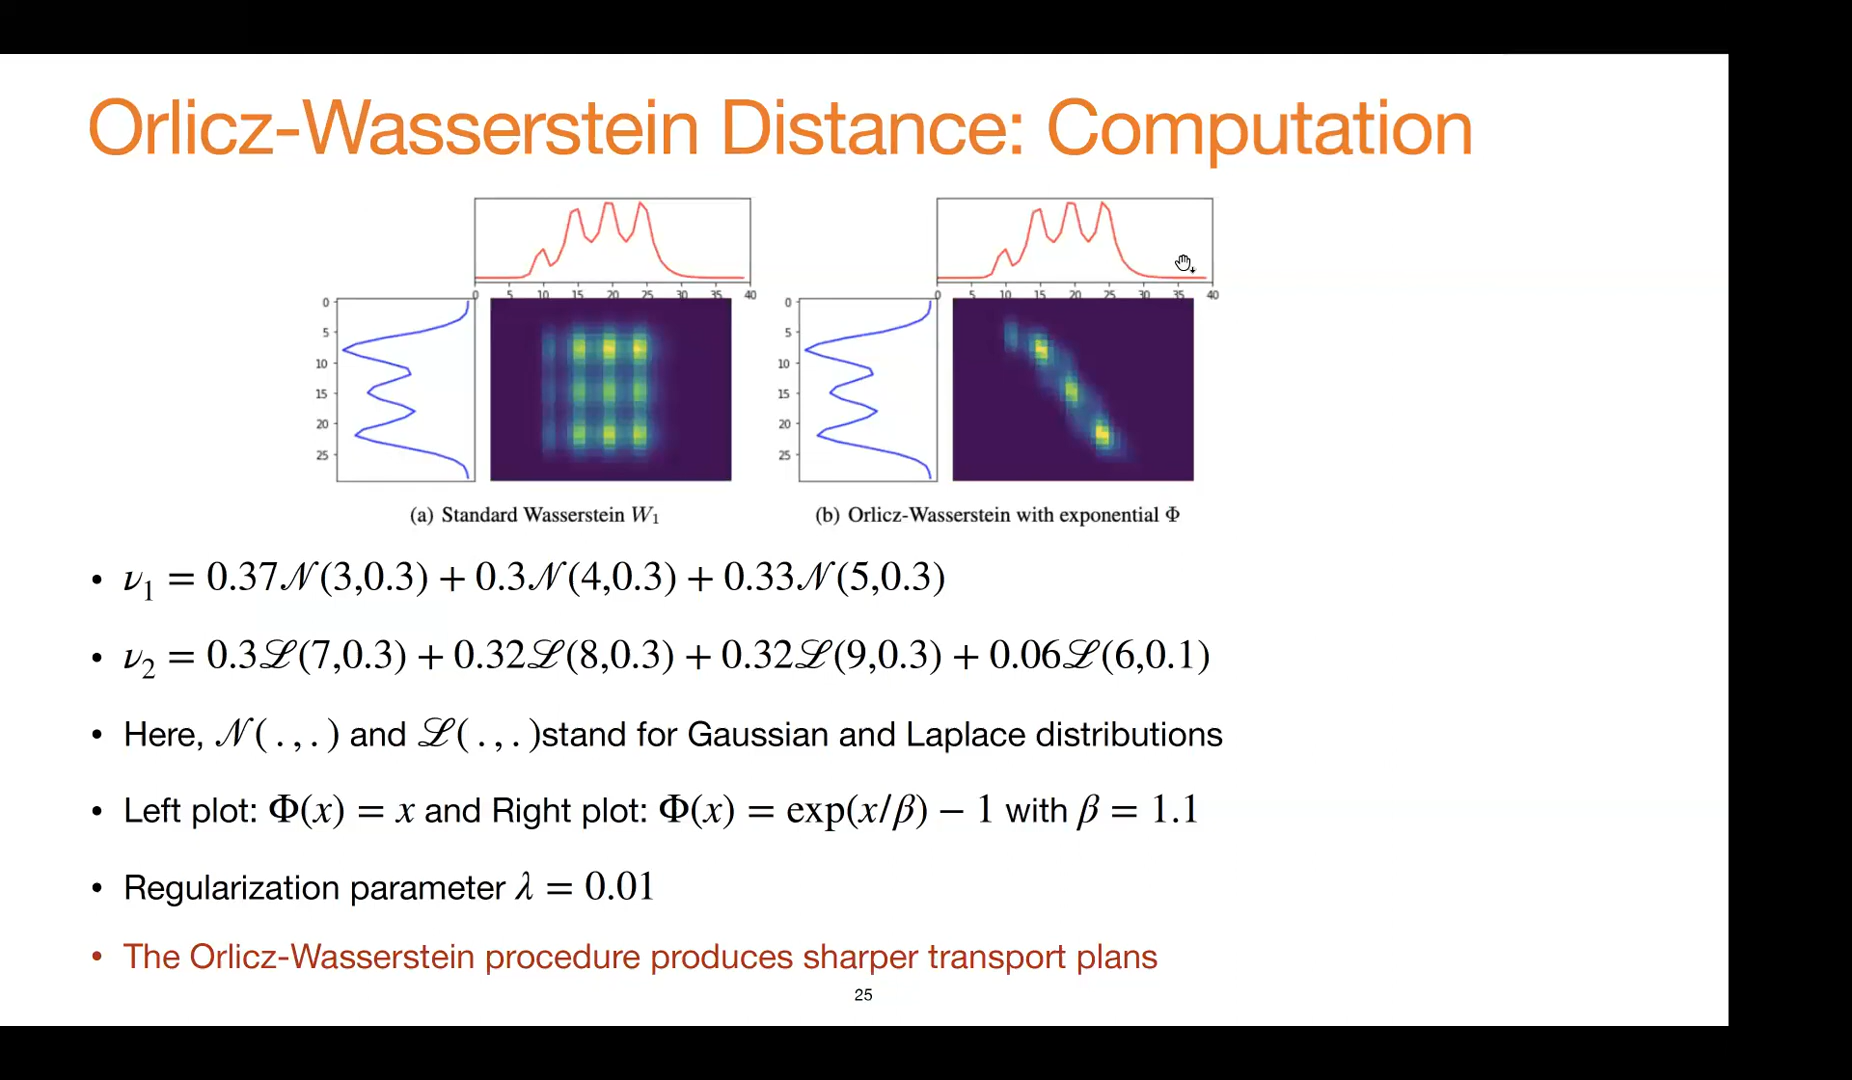 Orlicz-Wasserstein Distance: Computation
0 5 10 15 20 25 30 35 40
0 5 10 15 20 25 30 35 40
0
5
10
15
20
25
0
5
10
15
20
25
(a) Standard Wasserstein W₁
(b) Orlicz-Wasserstein with exponential Φ
• ν₁ = 0.37𝒩(3,0.3) + 0.3𝒩(4,0.3) + 0.33𝒩(5,0.3)
• ν₂ = 0.3ℒ(7,0.3) + 0.32ℒ(8,0.3) + 0.32ℒ(9,0.3) + 0.06ℒ(6,0.1)
• Here, 𝒩(.,.) and ℒ(.,.)stand for Gaussian and Laplace distributions
• Left plot: Φ(x) = x and Right plot: Φ(x) = exp(x/β) − 1 with β = 1.1
• Regularization parameter λ = 0.01
• The Orlicz-Wasserstein procedure produces sharper transport plans
25